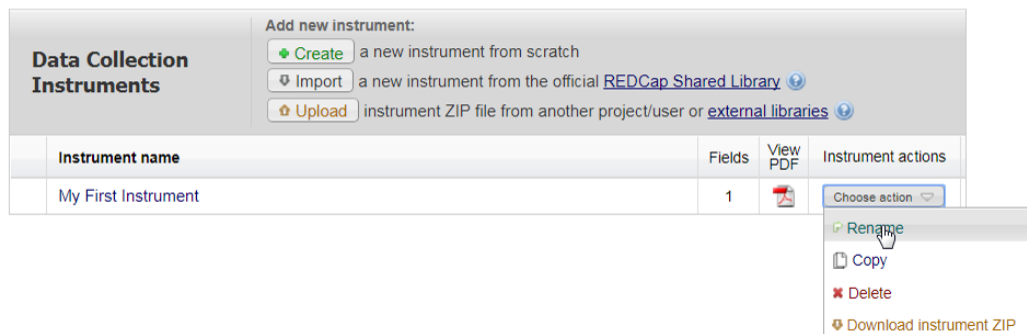 Add new instrument:
Data Collection
Instruments
Create a new instrument from scratch
Import a new instrument from the official REDCap Shared Library ?
Upload instrument ZIP file from another project/user or external libraries ?
Instrument name Fields View PDF Instrument actions
My First Instrument 1 Choose action
Rename
Copy
Delete
Download instrument ZIP